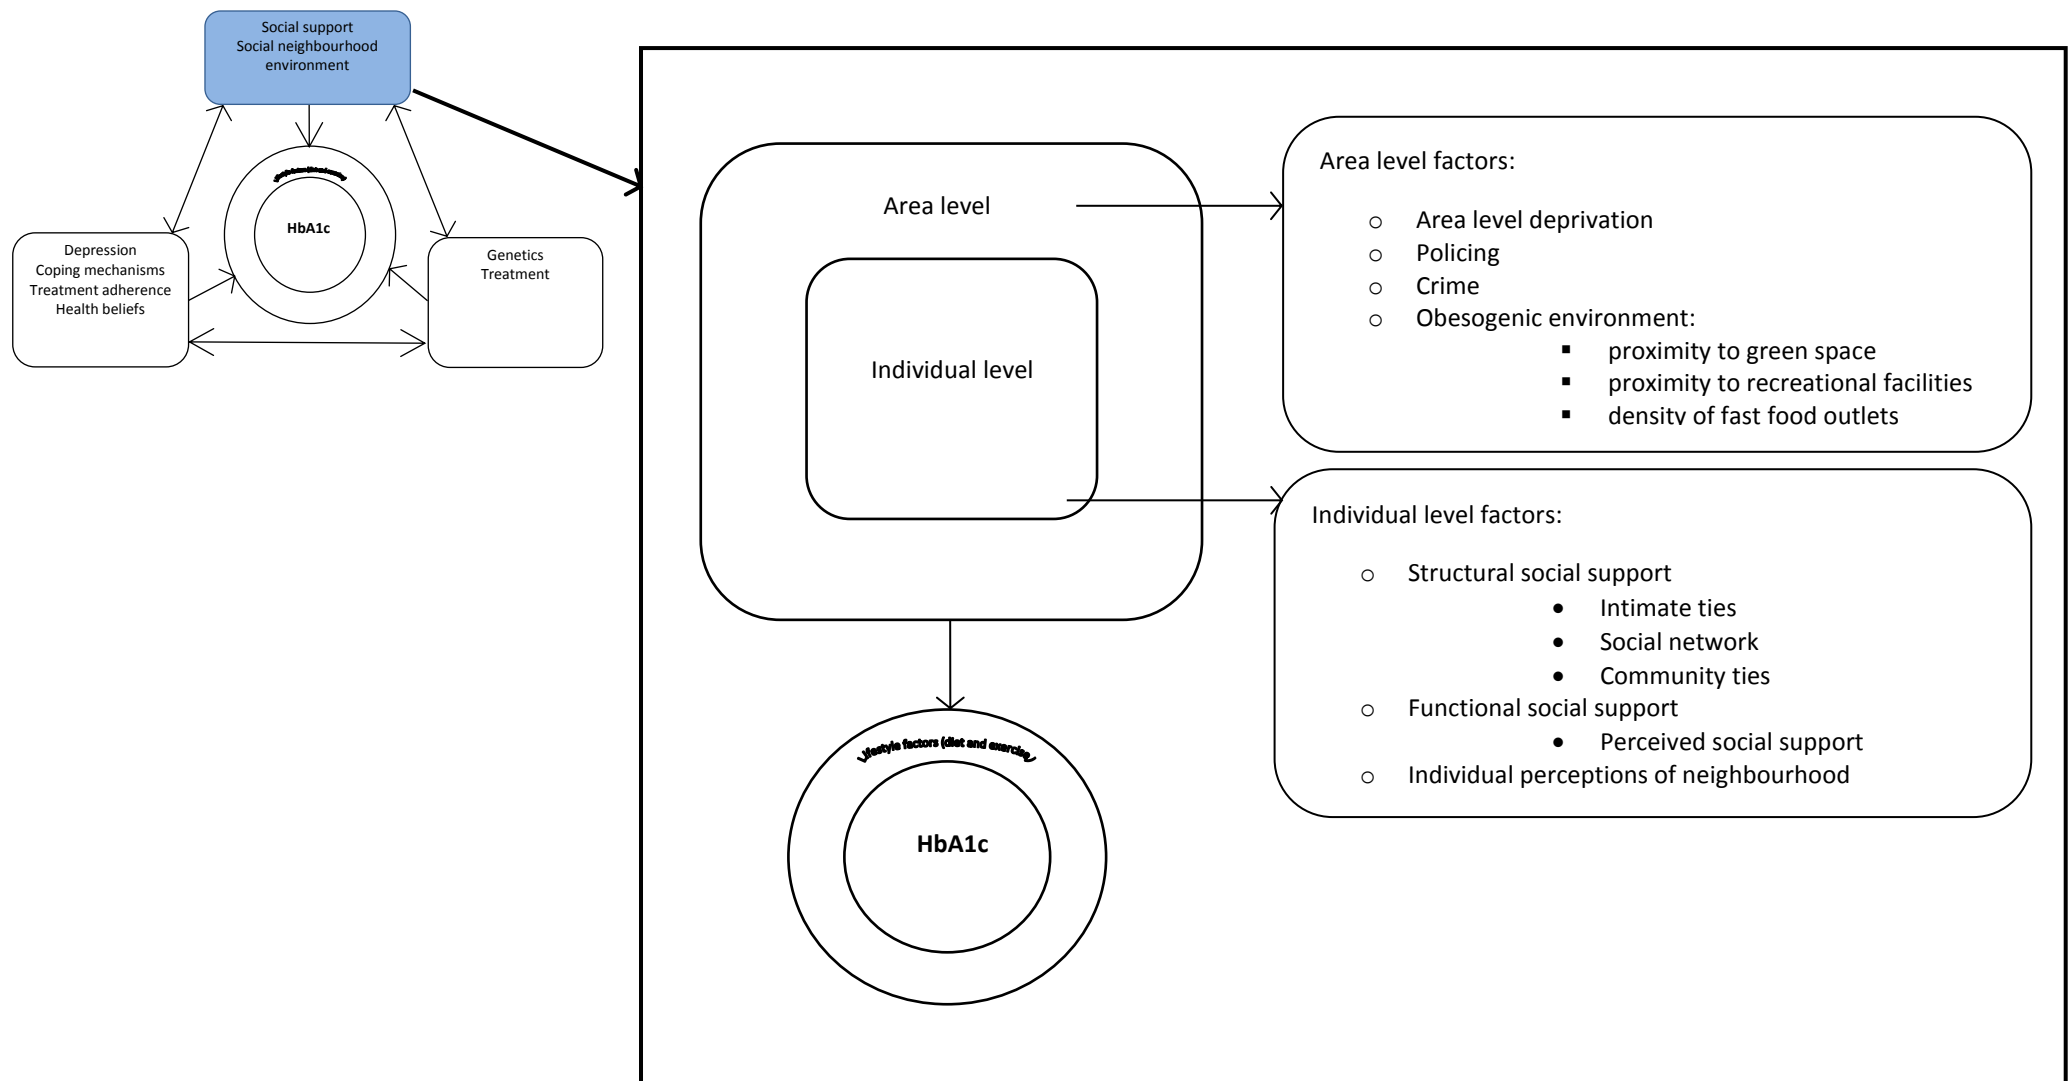 Social support
Social neighbourhood
environment
HbA1c
Depression
Coping mechanisms
Treatment adherence
Health beliefs
Genetics
Treatment
Area level
Individual level
Area level factors:
o Area level deprivation
o Policing
o Crime
o Obesogenic environment:
▪ proximity to green space
▪ proximity to recreational facilities
▪ density of fast food outlets
Individual level factors:
o Structural social support
• Intimate ties
• Social network
• Community ties
o Functional social support
• Perceived social support
o Individual perceptions of neighbourhood
Lifestyle factors (diet and exercise)
HbA1c